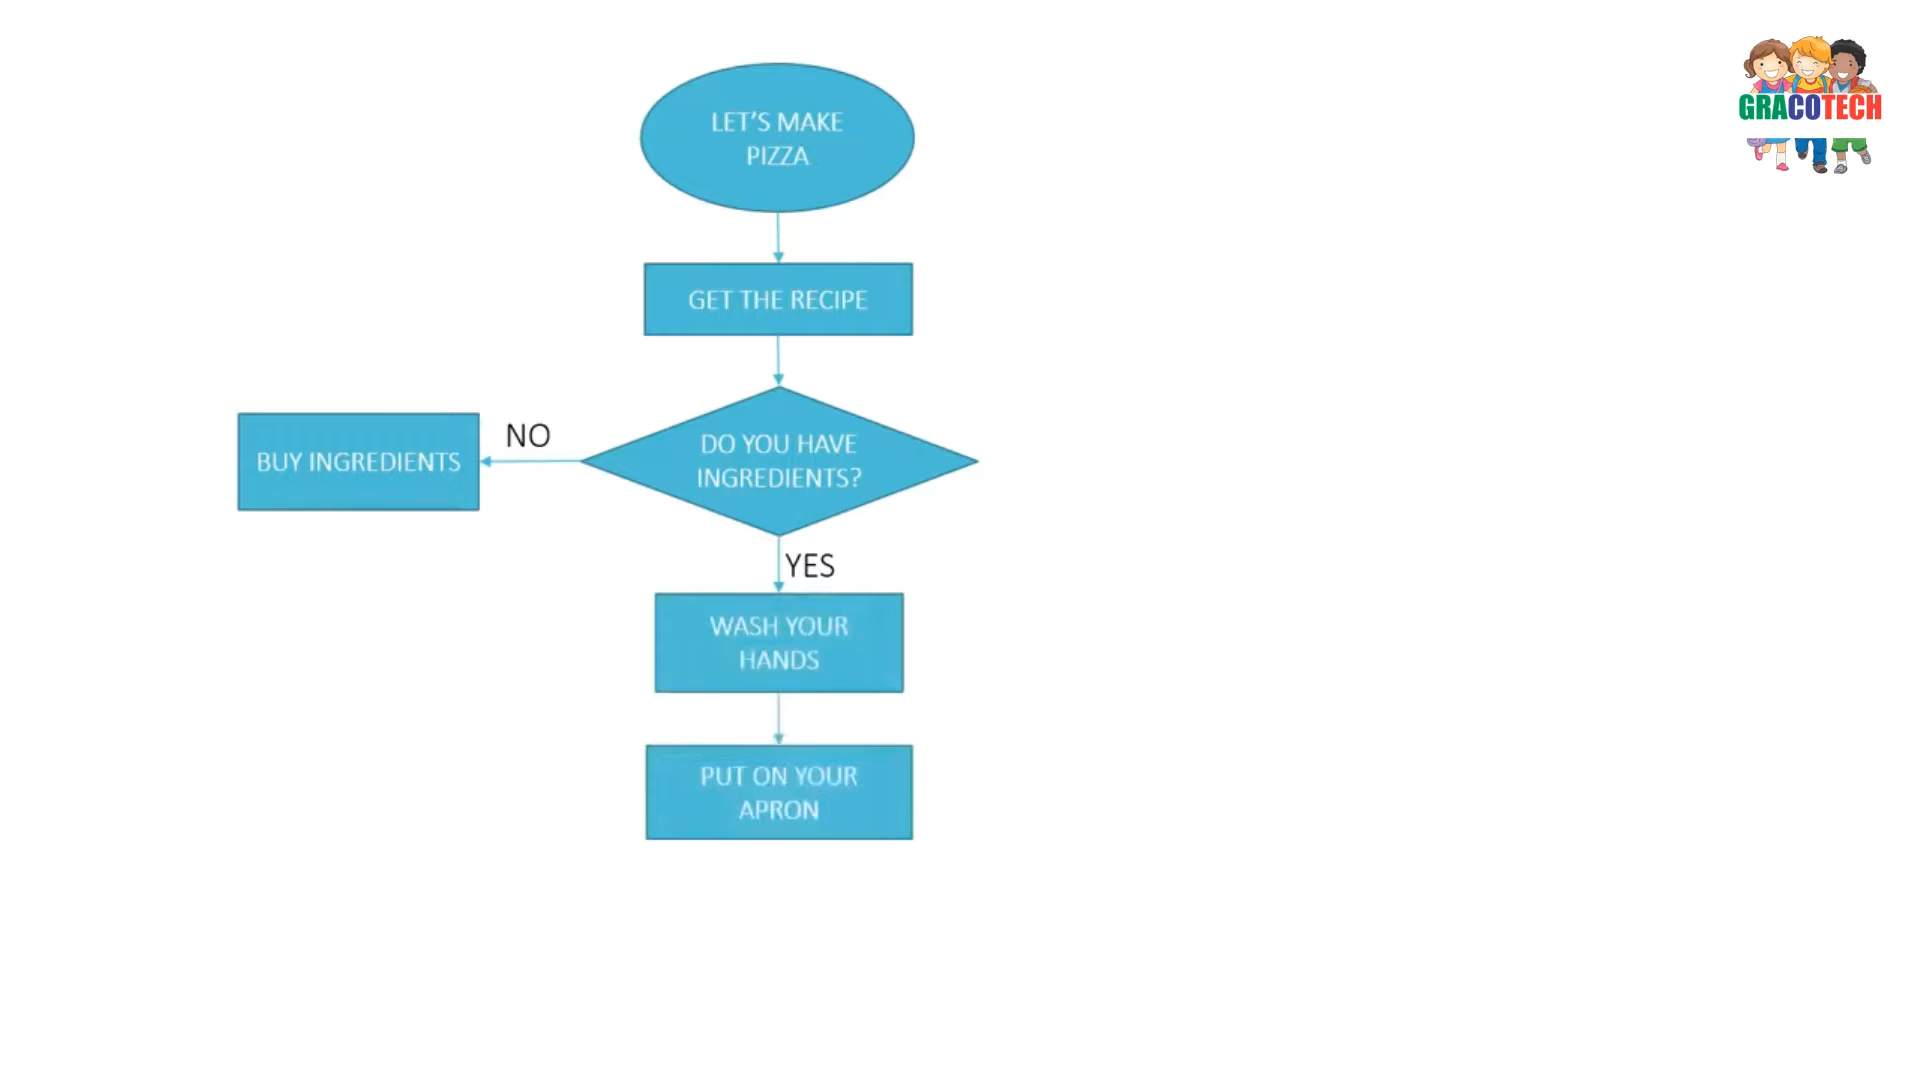 LET'S MAKE
PIZZA
GRACOTECH
GET THE RECIPE
DO YOU HAVE
INGREDIENTS?
NO
BUY INGREDIENTS
YES
WASH YOUR
HANDS
PUT ON YOUR
APRON